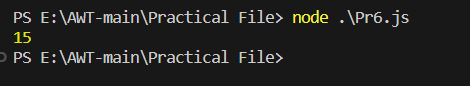 PS E:\AWT-main\Practical File> node .\Pr6.js
15
PS E:\AWT-main\Practical File>